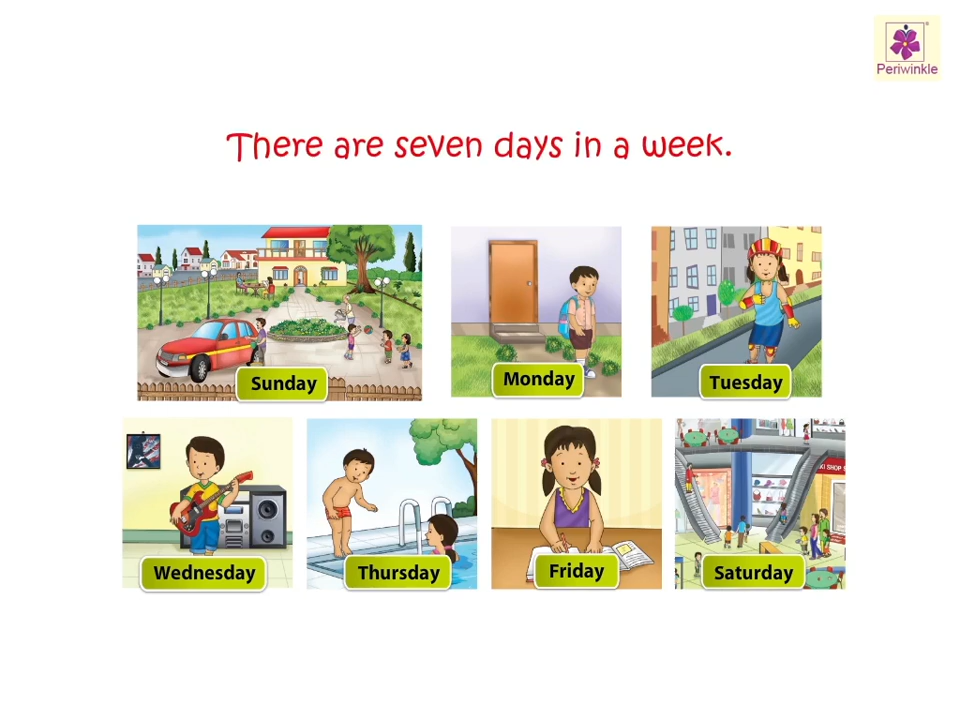 Periwinkle
There are seven days in a week.
Sunday
Monday
Tuesday
Wednesday
Thursday
Friday
Saturday